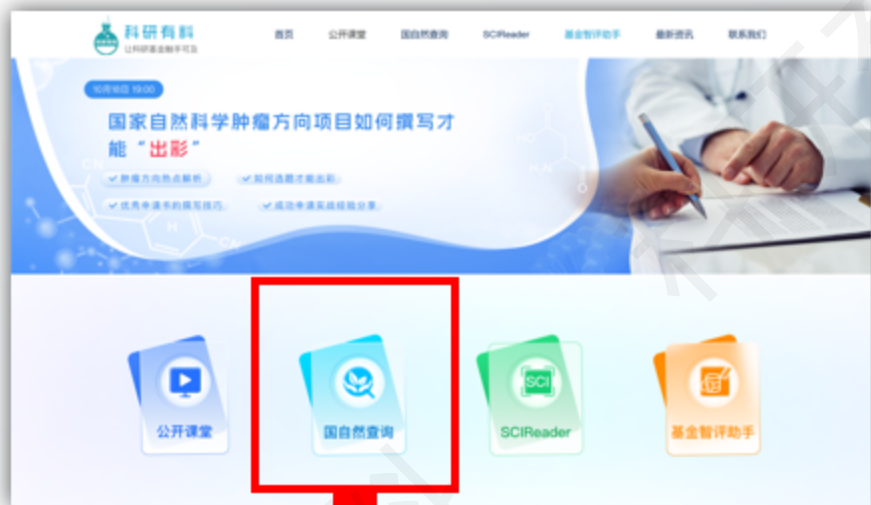 科研有料
让科研基金触手可及
首页 公开课堂 国自然查询 SCIReader 基金智评助手 最新资讯 联系我们
10月16日 19:00
国家自然科学肿瘤方向项目如何撰写才
能“出彩”
肿瘤方向热点解析 如何选题才能出彩
优秀申请书的撰写技巧 成功申请实战经验分享
CN
HO
H₂N
O
H
CN
SCI
公开课堂 国自然查询 SCIReader 基金智评助手